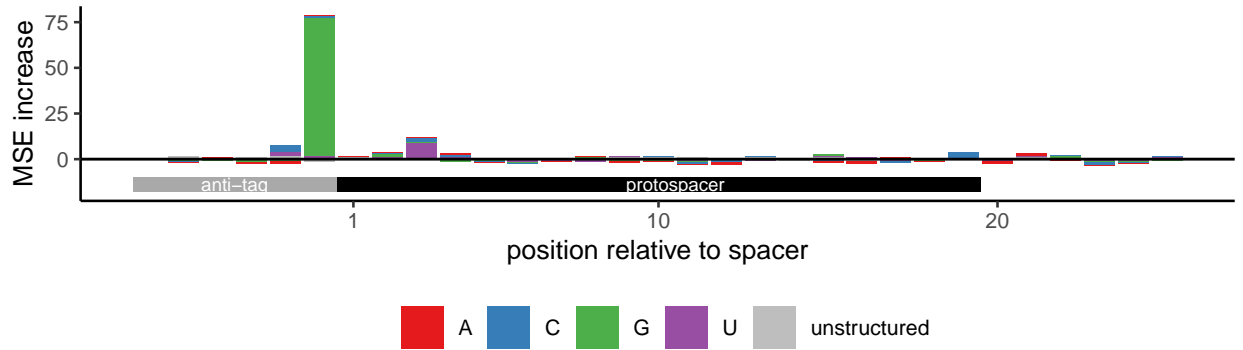 75
50
25
0
MSE increase
anti-tag protospacer
1 10 20
position relative to spacer
A C G U unstructured